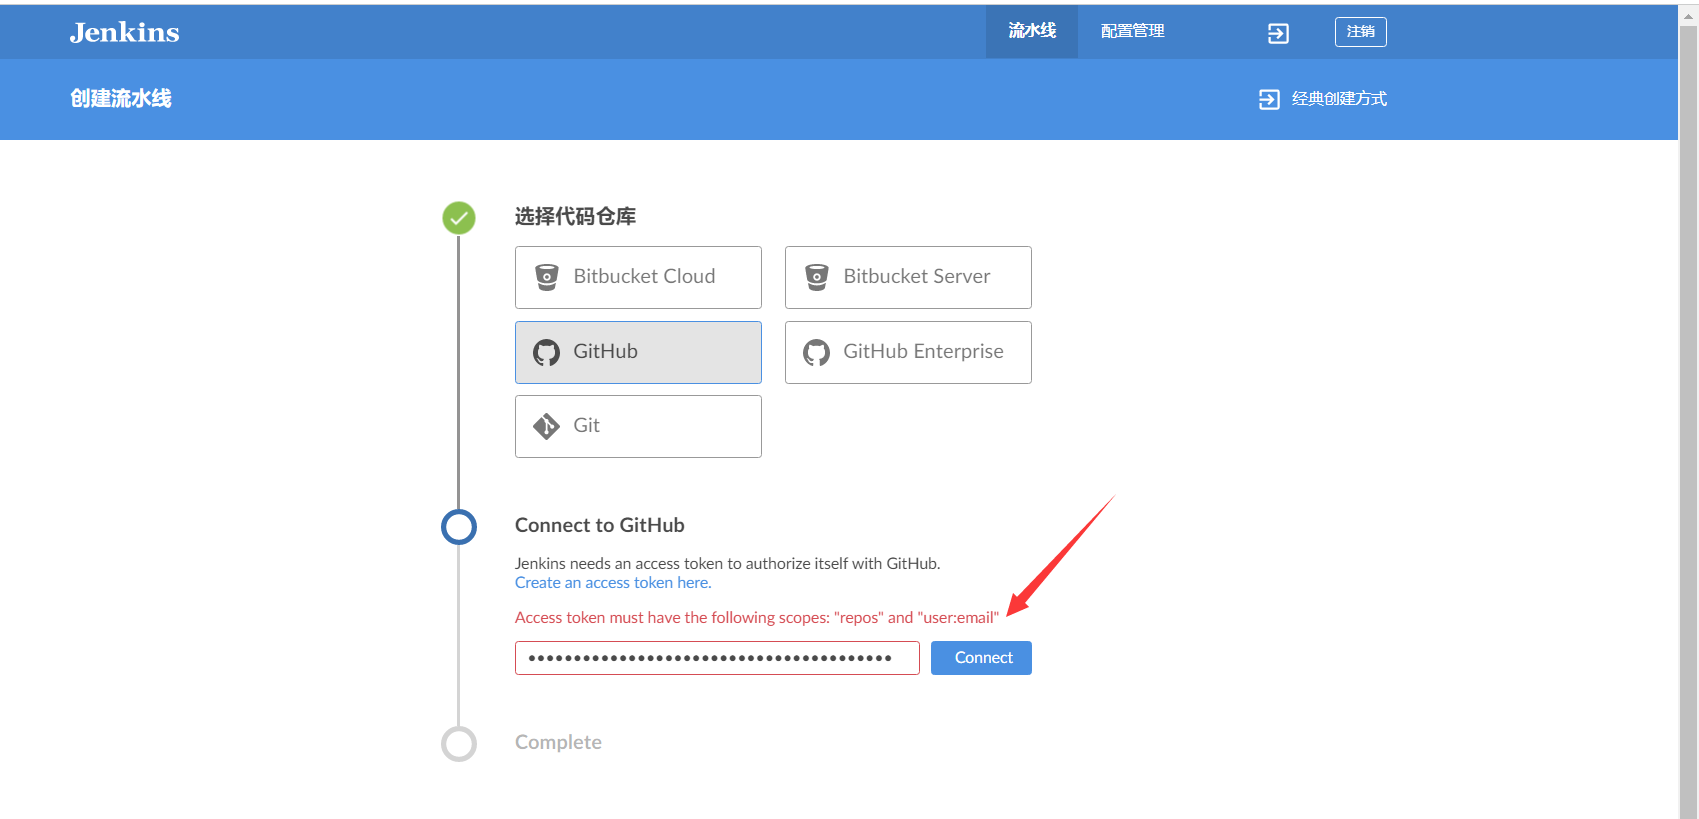 Jenkins
流水线
配置管理
注销
创建流水线
经典创建方式
选择代码仓库
Bitbucket Cloud
Bitbucket Server
GitHub
GitHub Enterprise
Git
Connect to GitHub
Jenkins needs an access token to authorize itself with GitHub.
Create an access token here.
Access token must have the following scopes: "repos" and "user:email"
Connect
Complete